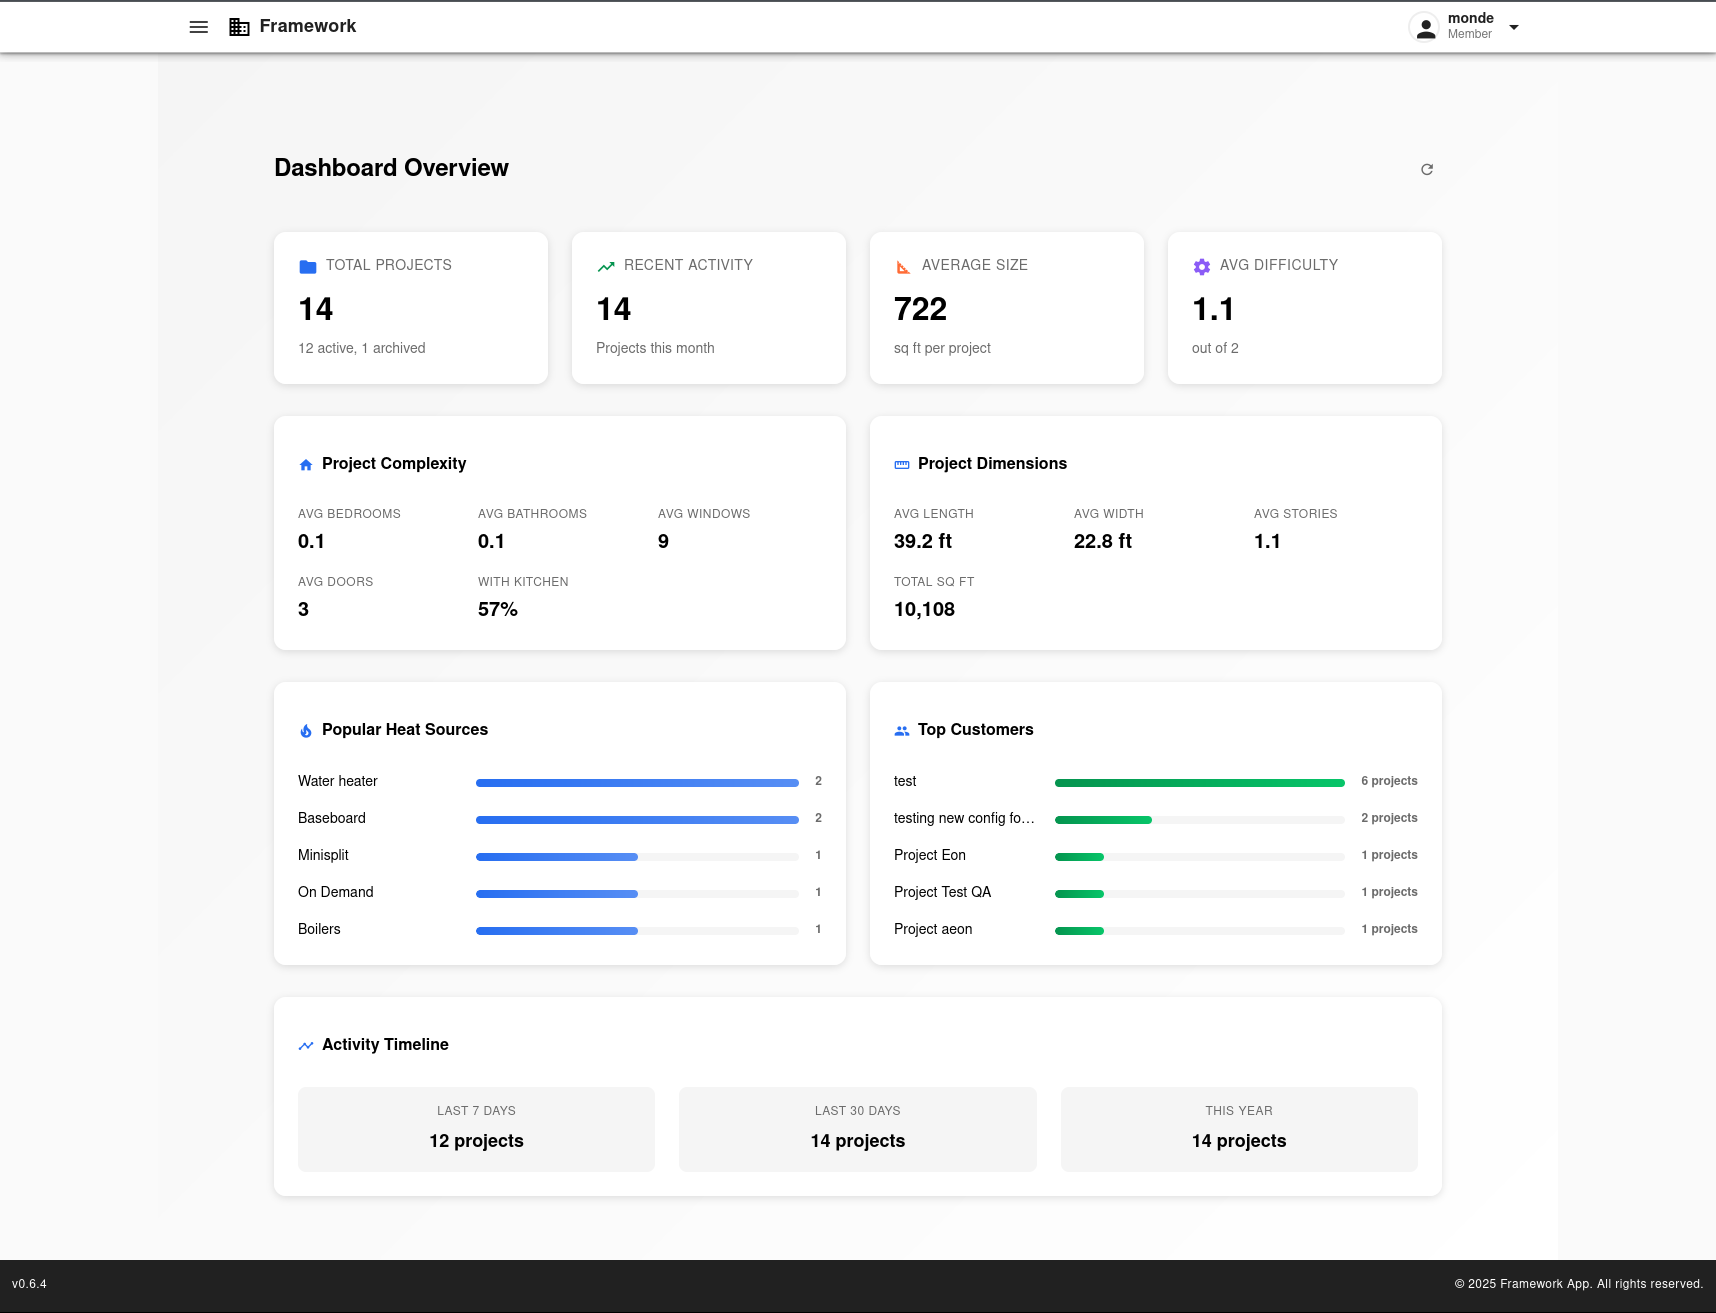 Framework
monde
Member
Dashboard Overview
TOTAL PROJECTS
14
12 active, 1 archived
RECENT ACTIVITY
14
Projects this month
AVERAGE SIZE
722
sq ft per project
AVG DIFFICULTY
1.1
out of 2
Project Complexity
AVG BEDROOMS
0.1
AVG BATHROOMS
0.1
AVG WINDOWS
9
AVG DOORS
3
WITH KITCHEN
57%
Project Dimensions
AVG LENGTH
39.2 ft
AVG WIDTH
22.8 ft
AVG STORIES
1.1
TOTAL SQ FT
10,108
Popular Heat Sources
Water heater 2
Baseboard 2
Minisplit 1
On Demand 1
Boilers 1
Top Customers
test 6 projects
testing new config fo... 2 projects
Project Eon 1 projects
Project Test QA 1 projects
Project aeon 1 projects
Activity Timeline
LAST 7 DAYS
12 projects
LAST 30 DAYS
14 projects
THIS YEAR
14 projects
v0.6.4
© 2025 Framework App. All rights reserved.